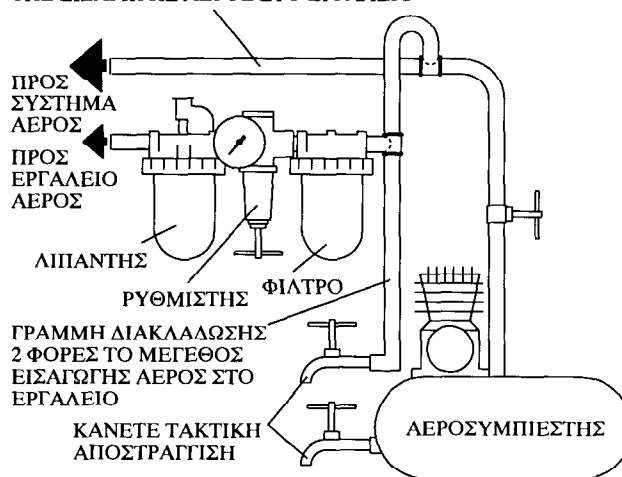 ΠΡΟΣ
ΣΥΣΤΗΜΑ
ΑΕΡΟΣ
ΠΡΟΣ
ΕΡΓΑΛΕΙΟ
ΑΕΡΟΣ
ΛΙΠΑΝΤΗΣ
ΡΥΘΜΙΣΤΗΣ
ΦΙΛΤΡΟ
ΓΡΑΜΜΗ ΔΙΑΚΛΑΔΩΣΗΣ
2 ΦΟΡΕΣ ΤΟ ΜΕΓΕΘΟΣ
ΕΙΣΑΓΩΓΗΣ ΑΕΡΟΣ ΣΤΟ
ΕΡΓΑΛΕΙΟ
ΚΑΝΕΤΕ ΤΑΚΤΙΚΗ
ΑΠΟΣΤΡΑΓΓΙΣΗ
ΑΕΡΟΣΥΜΠΙΕΣΤΗΣ